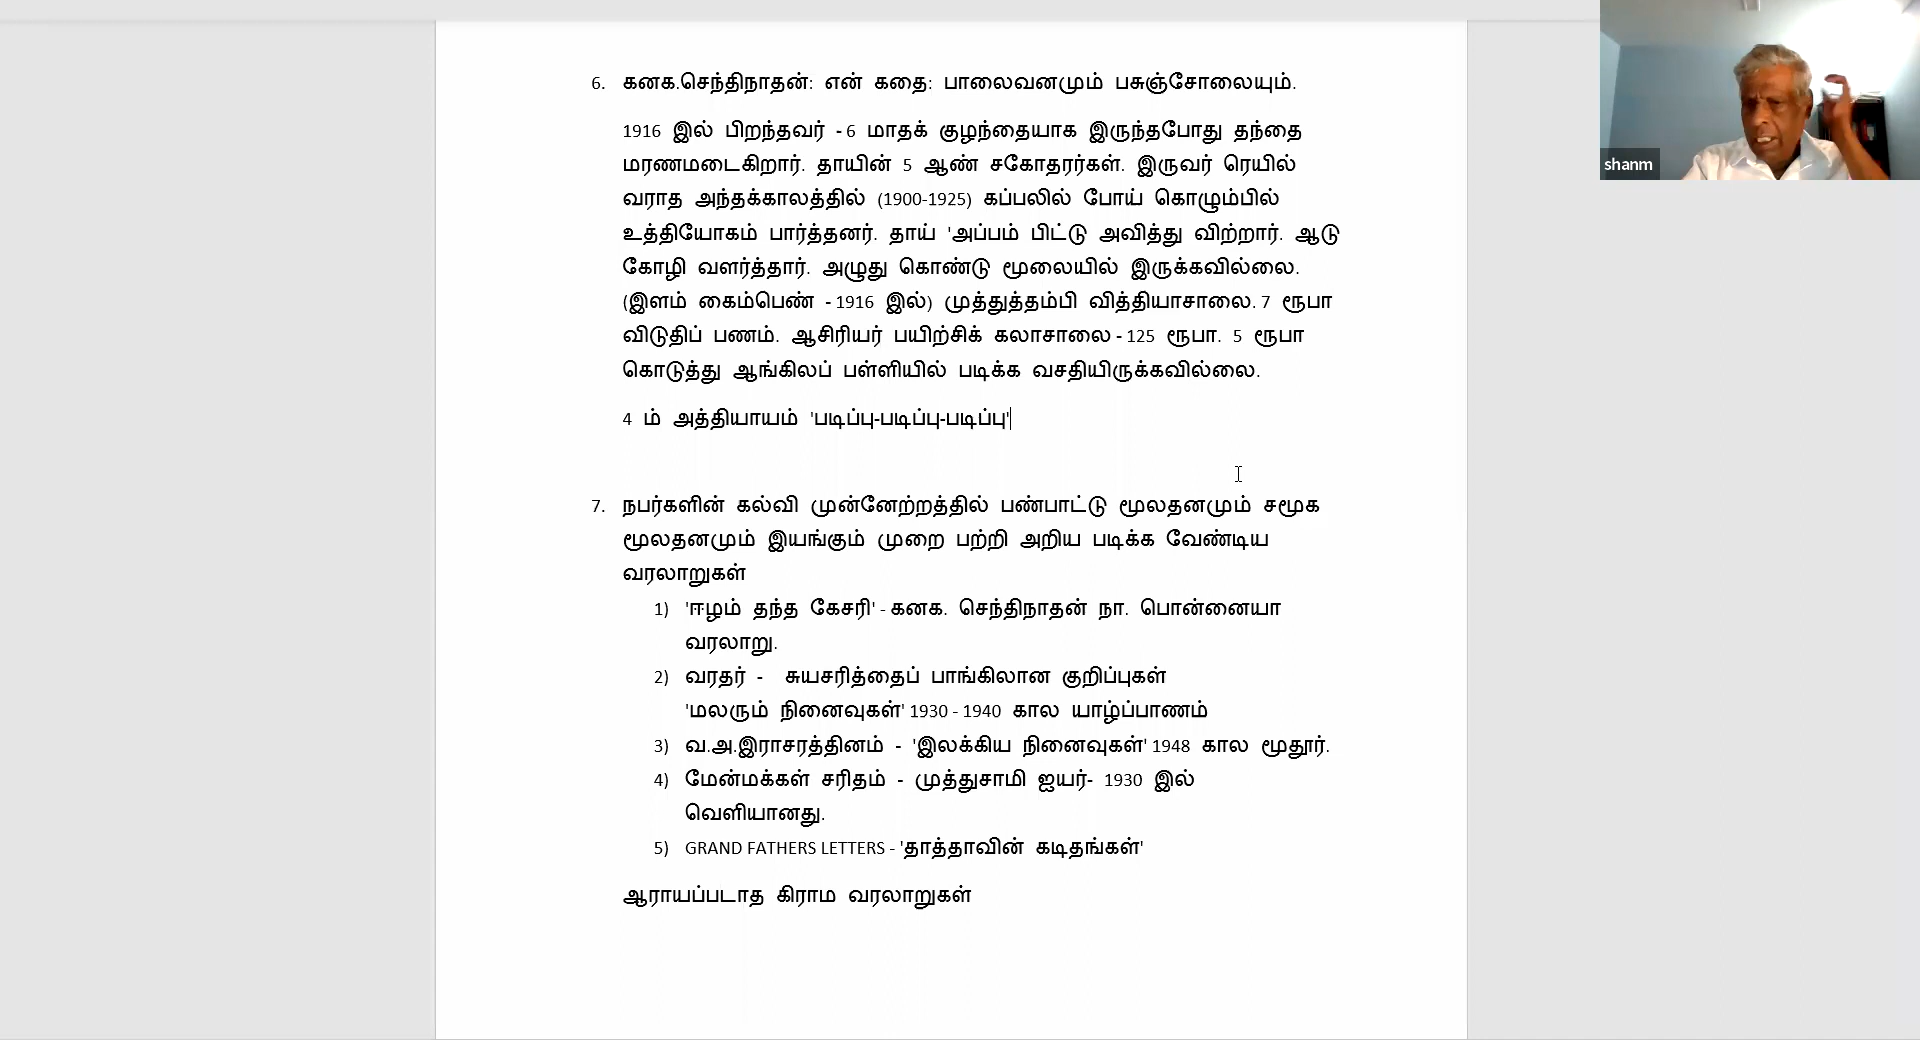 6. கனக.செந்திநாதன்: என் கதை: பாலைவனமும் பசுஞ்சோலையும்.
1916 இல் பிறந்தவர் - 6 மாதக் குழந்தையாக இருந்தபோது தந்தை
மரணமடைகிறார். தாயின் 5 ஆண் சகோதரர்கள். இருவர் ரெயில்
வராத அந்தக்காலத்தில் (1900-1925) கப்பலில் போய் கொழும்பில்
உத்தியோகம் பார்த்தனர். தாய் 'அப்பம் பிட்டு அவித்து விற்றார். ஆடு
கோழி வளர்த்தார். அழுது கொண்டு மூலையில் இருக்கவில்லை.
(இளம் கைம்பெண் - 1916 இல்) முத்துத்தம்பி வித்தியாசாலை. 7 ரூபா
விடுதிப் பணம். ஆசிரியர் பயிற்சிக் கலாசாலை - 125 ரூபா. 5 ரூபா
கொடுத்து ஆங்கிலப் பள்ளியில் படிக்க வசதியிருக்கவில்லை.
4 ம் அத்தியாயம் 'படிப்பு-படிப்பு-படிப்பு'
7. நபர்களின் கல்வி முன்னேற்றத்தில் பண்பாட்டு மூலதனமும் சமூக
மூலதனமும் இயங்கும் முறை பற்றி அறிய படிக்க வேண்டிய
வரலாறுகள்
1) 'ஈழம் தந்த கேசரி' - கனக. செந்திநாதன் நா. பொன்னையா
வரலாறு.
2) வரதர் - சுயசரித்தைப் பாங்கிலான குறிப்புகள்
'மலரும் நினைவுகள்' 1930 - 1940 கால யாழ்ப்பாணம்
3) வ.அ.இராசரத்தினம் - 'இலக்கிய நினைவுகள்' 1948 கால மூதூர்.
4) மேன்மக்கள் சரிதம் - முத்துசாமி ஐயர்- 1930 இல்
வெளியானது.
5) GRAND FATHERS LETTERS - 'தாத்தாவின் கடிதங்கள்'
ஆராயப்படாத கிராம வரலாறுகள்
shanm